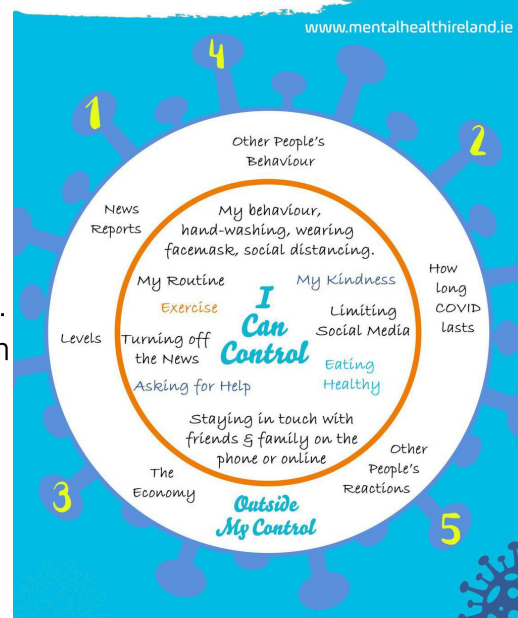 www.mentalhealthireland.ie
4
1
2
Other People's
Behaviour
News
Reports
My behaviour,
hand-washing, wearing
facemask, social distancing.
How
long
COVID
lasts
My Routine
My Kindness
Exercise
I
Can
Control
Limiting
Social Media
.
Levels
Turning off
the News
Eating
Healthy
Asking for Help
Staying in touch with
friends & family on the
phone or online
The
Economy
Other
People's
Reactions
Outside
My Control
3
5